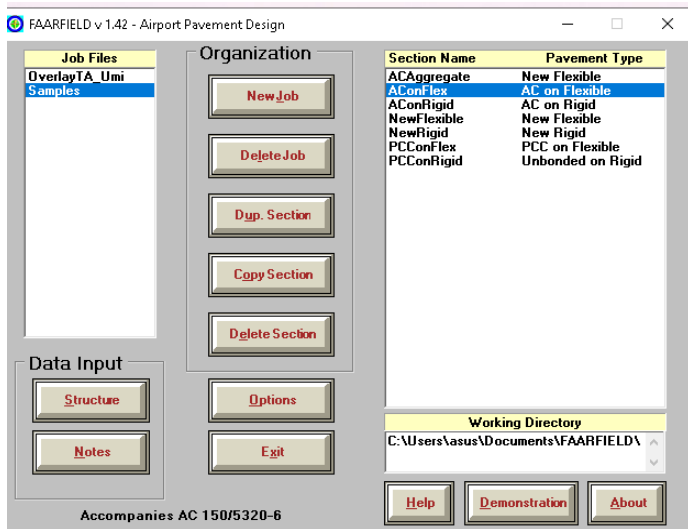 FAARFIELD v 1.42 - Airport Pavement Design
Job Files
OverlayTA_Umi
Samples
Organization
New Job
Delete Job
Dup. Section
Copy Section
Delete Section
Data Input
Structure
Notes
Options
Exit
Section Name Pavement Type
ACAggregate New Flexible
AConFlex AC on Flexible
AConRigid AC on Rigid
NewFlexible New Flexible
NewRigid New Rigid
PCConFlex PCC on Flexible
PCConRigid Unbonded on Rigid
Working Directory
C:\Users\asus\Documents\FAARFIELD\
Help
Demonstration
About
Accompanies AC 150/5320-6